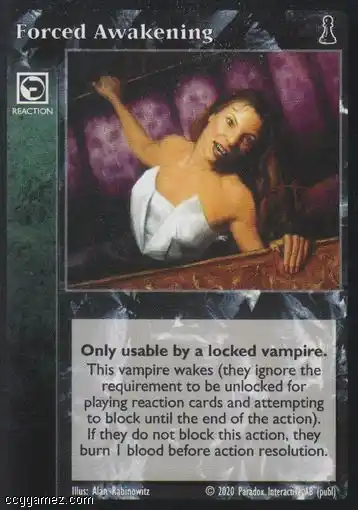 Forced Awakening
REACTION
Only usable by a locked vampire.
This vampire wakes (they ignore the
requirement to be unlocked for
playing reaction cards and attempting
to block until the end of the action).
If they do not block this action, they
burn 1 blood before action resolution.
Illus: Alan Rabinowitz © 2020 Paradox Interactive AB (publ)
ccggamez.com